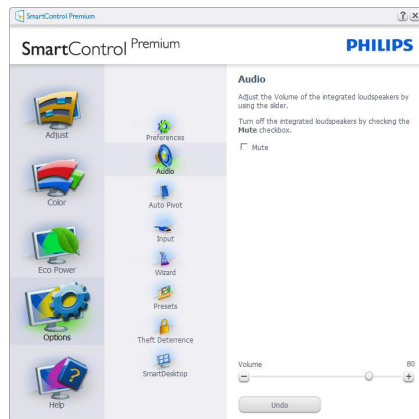 SmartControl Premium
SmartControl Premium
PHILIPS
Adjust
Color
Eco Power
Options
Help
Preferences
Audio
Auto Pivot
Input
Wizard
Presets
Theft Deterrence
SmartDesktop
Audio
Adjust the Volume of the integrated loudspeakers by
using the slider.
Turn off the integrated loudspeakers by checking the
Mute checkbox.
Mute
Volume 80
Undo